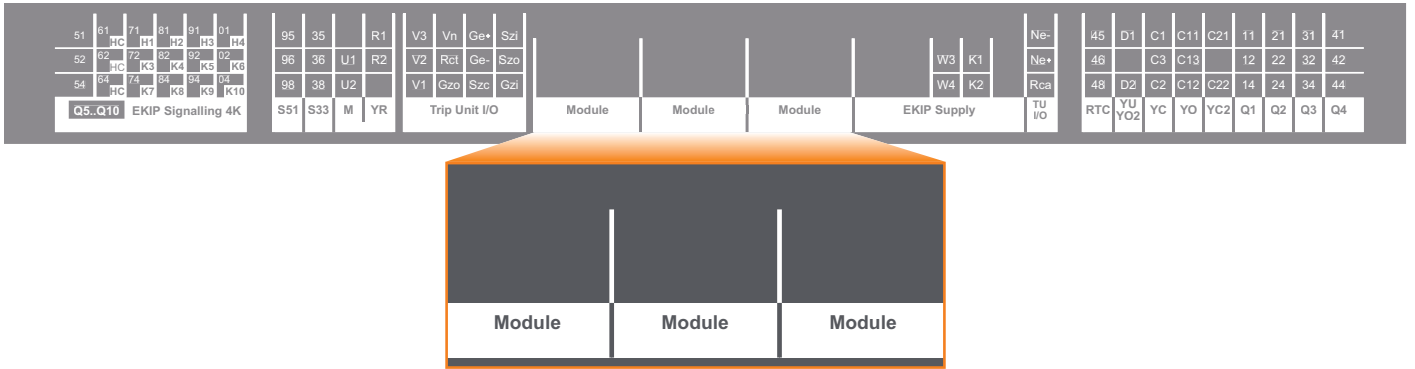 51 61 71 81 91 01 HC H1 H2 H3 H4 95 35 R1 V3 Vn Ge+ Szi Ne- 45 D1 C1 C11 C21 11 21 31 41
52 62 72 82 92 02 HC K3 K4 K5 K6 96 36 U1 R2 V2 Rct Ge- Szo W3 K1 Ne+ 46 C3 C13 12 22 32 42
54 64 74 84 94 04 HC K7 K8 K9 K10 98 38 U2 V1 Gzo Szc Gzi W4 K2 Rca 48 D2 C2 C12 C22 14 24 34 44
Q5..Q10 EKIP Signalling 4K S51 S33 M YR Trip Unit I/O Module Module Module EKIP Supply TU I/O RTC YU YO2 YC YO YC2 Q1 Q2 Q3 Q4
Module Module Module